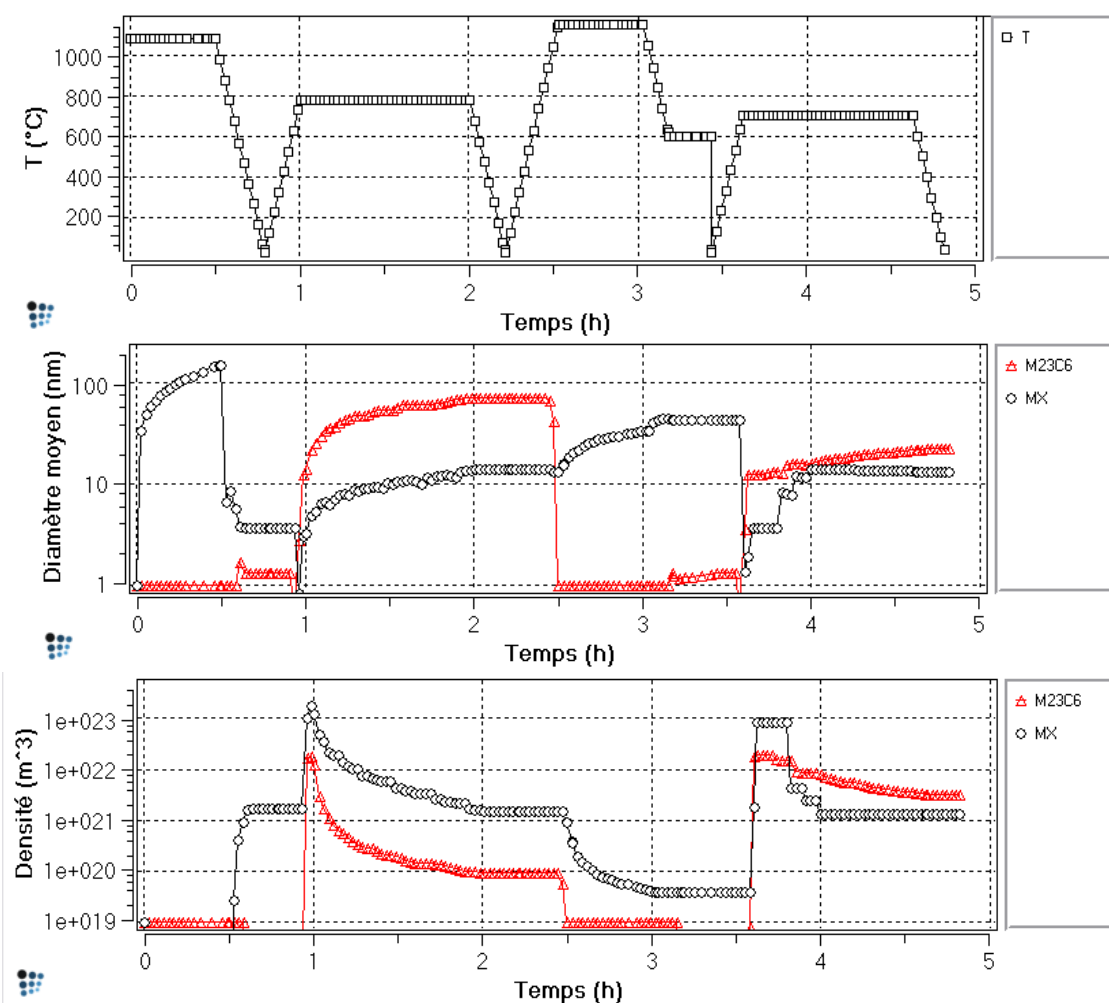 T (°C)
1000
800
600
400
200
0
1
2
3
4
5
Temps (h)
T
Diamètre moyen (nm)
100
10
1
0
1
2
3
4
5
Temps (h)
M23C6
MX
Densité (m^3)
1e+023
1e+022
1e+021
1e+020
1e+019
0
1
2
3
4
5
Temps (h)
M23C6
MX